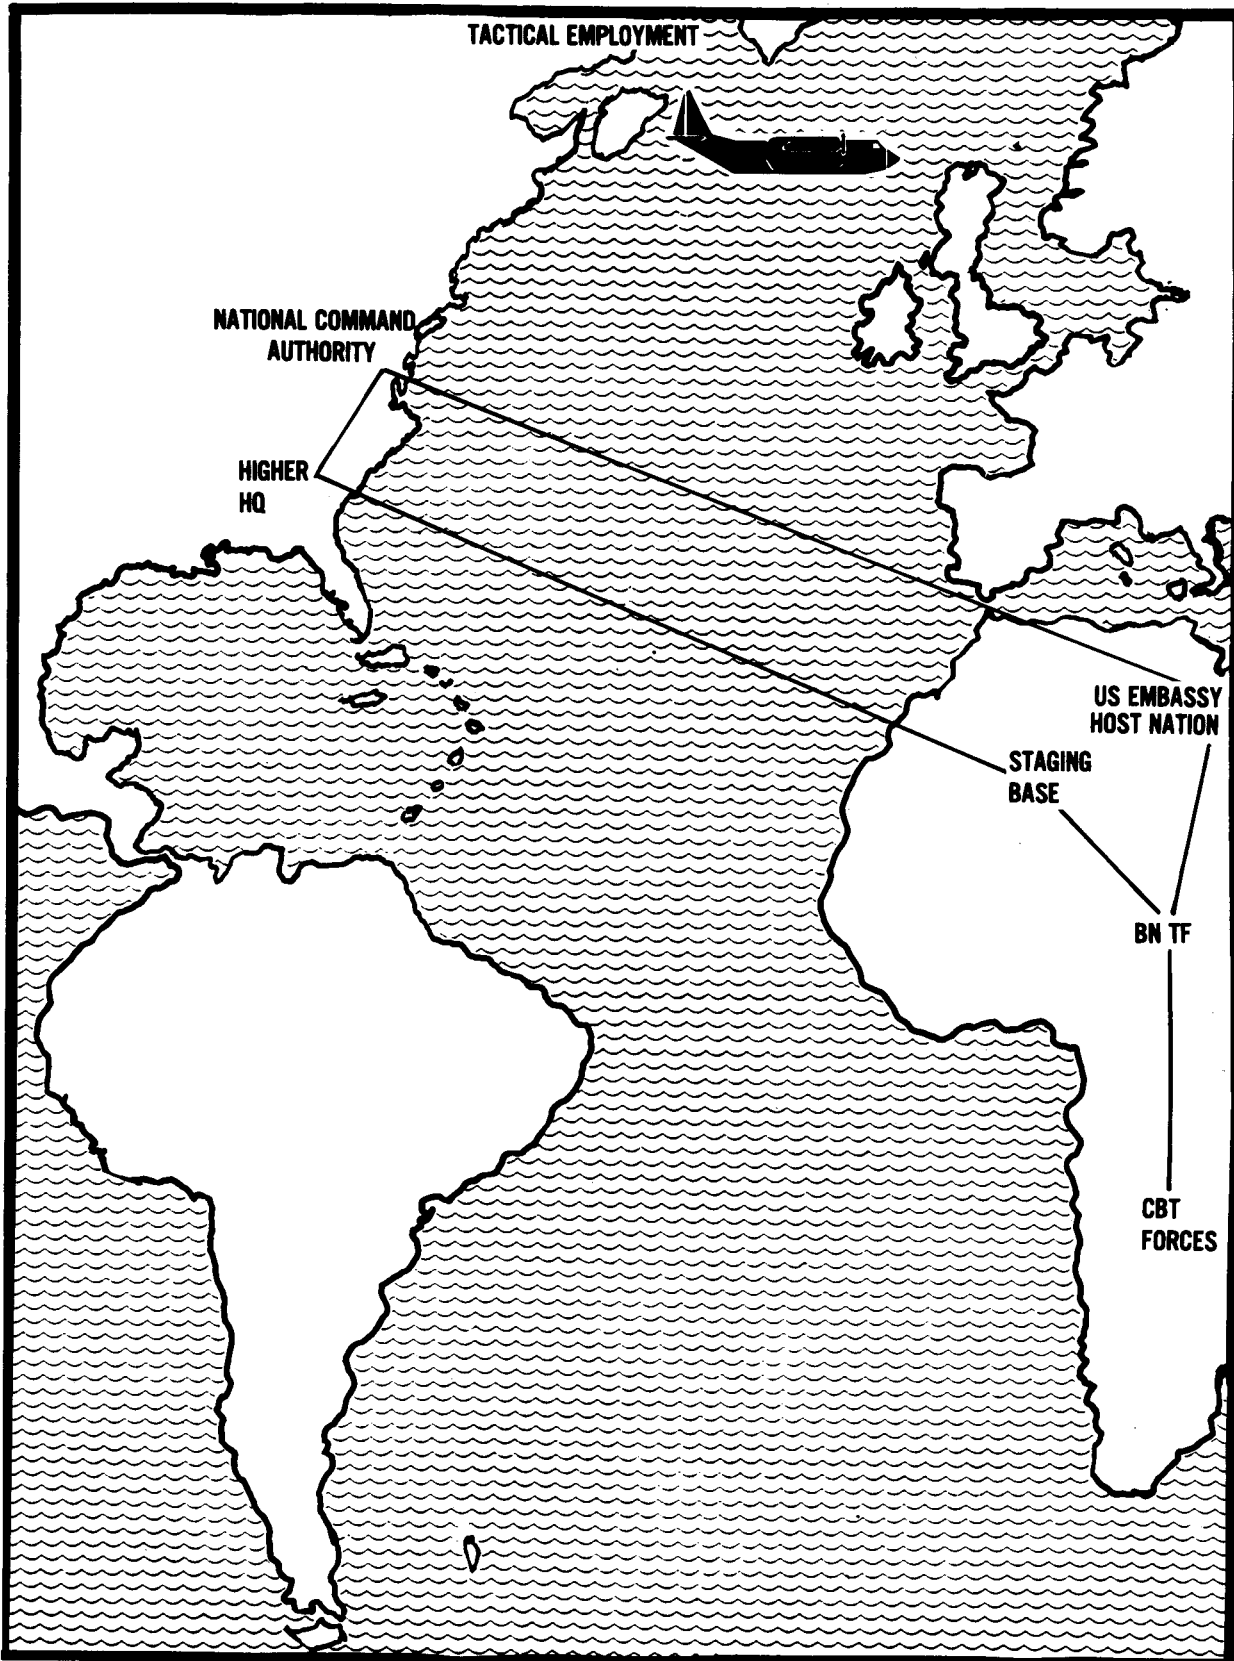 TACTICAL EMPLOYMENT
NATIONAL COMMAND
AUTHORITY
HIGHER
HQ
US EMBASSY
HOST NATION
STAGING
BASE
BN TF
CBT
FORCES